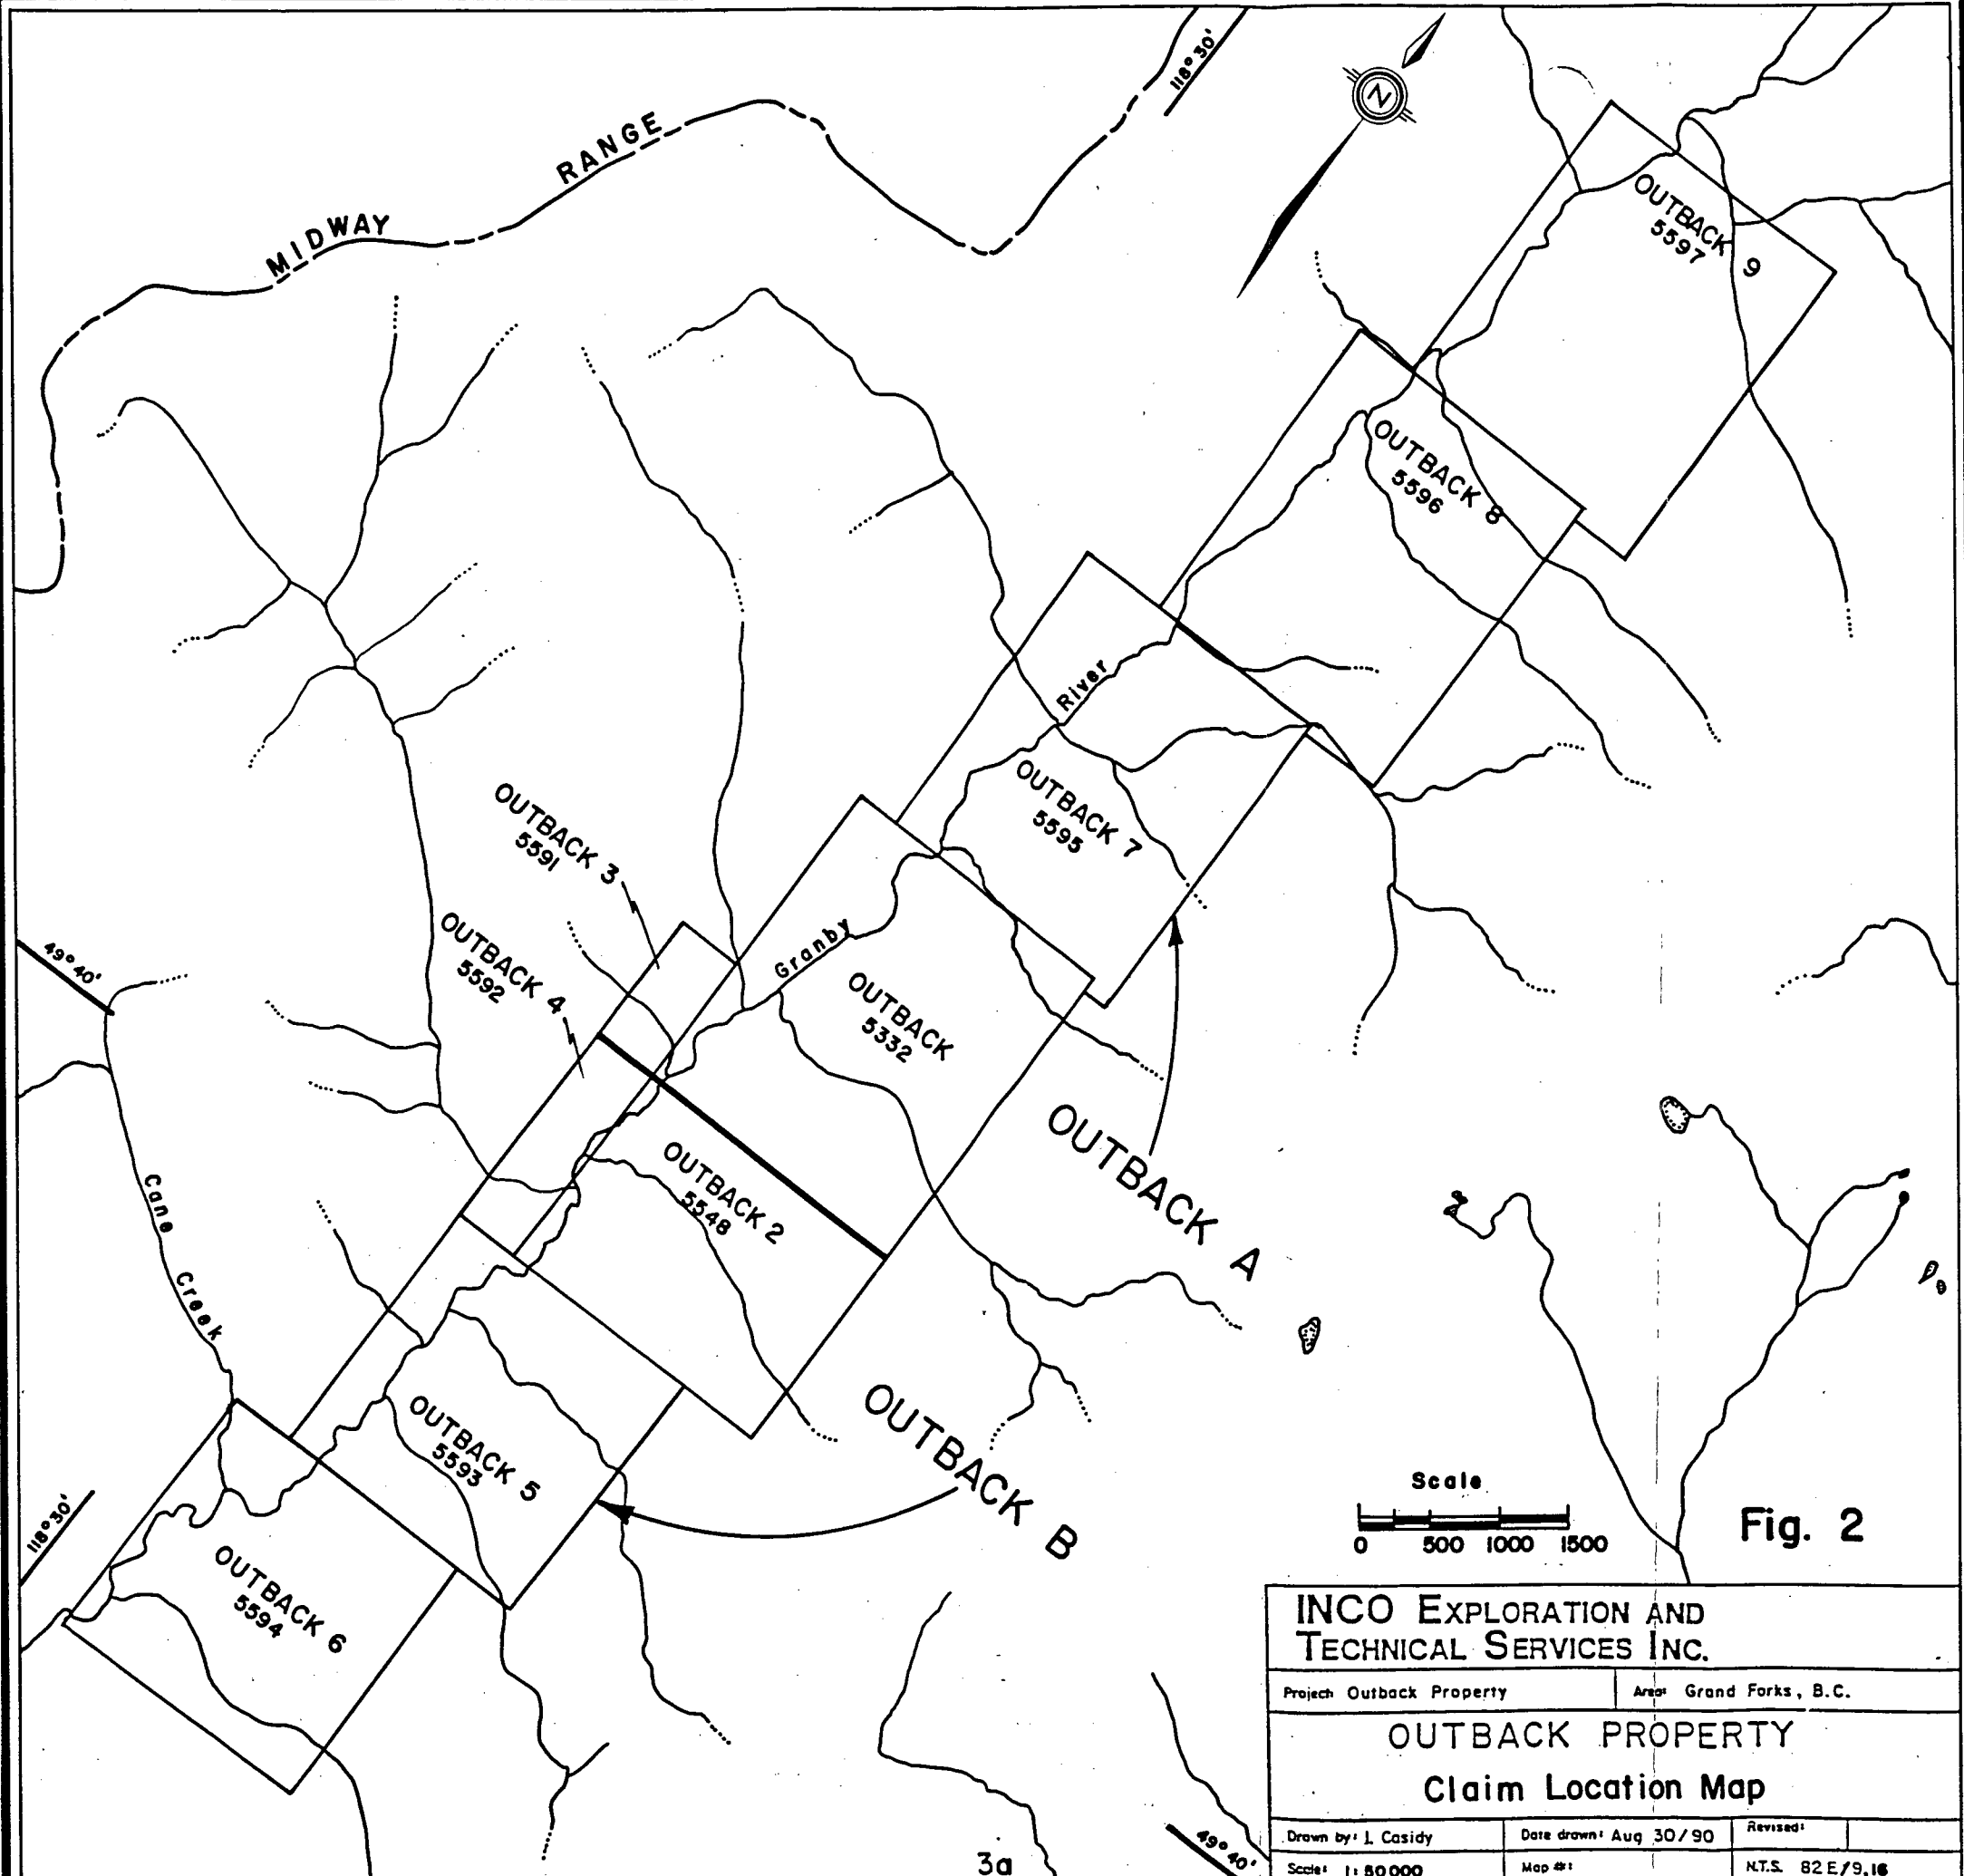 118° 30'
N
MIDWAY RANGE
OUTBACK 9
5597
OUTBACK 8
5596
River
OUTBACK 7
5595
OUTBACK 3
5591
OUTBACK 4
5592
49° 40'
Granby
OUTBACK
5332
OUTBACK 2
5548
OUTBACK A
Cane Creek
OUTBACK 5
5593
OUTBACK B
118° 30'
OUTBACK 6
5594
Scale
0 500 1000 1500
Fig. 2
INCO EXPLORATION AND
TECHNICAL SERVICES INC.
Project: Outback Property
Area: Grand Forks, B.C.
OUTBACK PROPERTY
Claim Location Map
Drawn by: J. Casidy
Date drawn: Aug 30/90
Revised:
Scale: 1:50000
Map #:
N.T.S. 82 E/9,16
49° 40'
3a